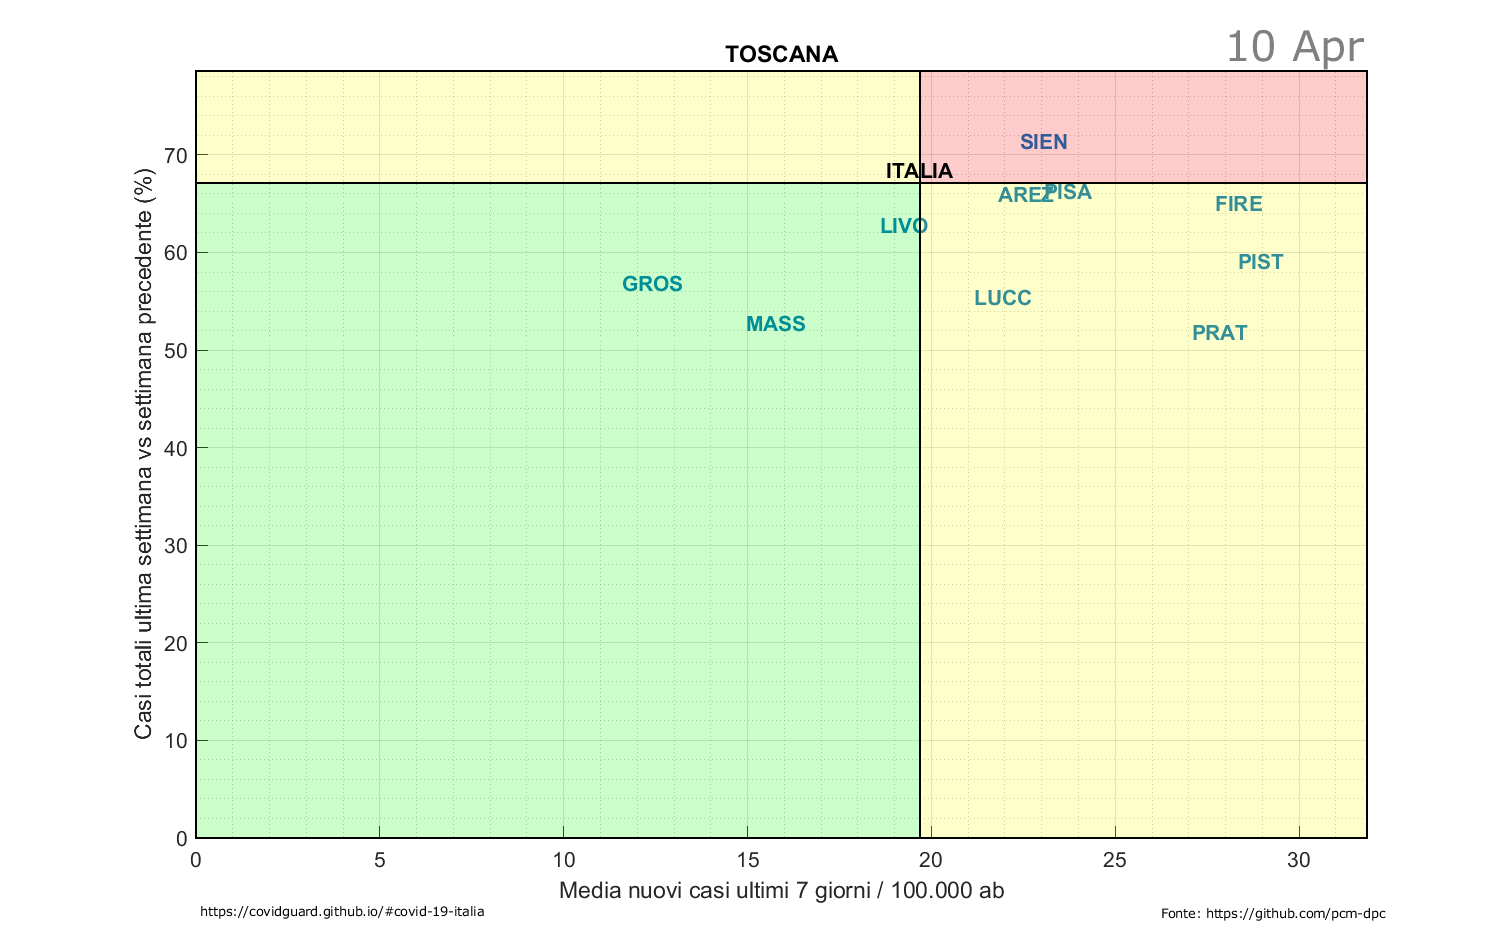 10 Apr
TOSCANA
Casi totali ultima settimana vs settimana precedente (%)
70
60
50
40
30
20
10
0
SIEN
ITALIA
AREZ
PISA
FIRE
LIVO
PIST
GROS
LUCC
MASS
PRAT
0 5 10 15 20 25 30
Media nuovi casi ultimi 7 giorni / 100.000 ab
https://covidguard.github.io/#covid-19-italia
Fonte: https://github.com/pcm-dpc